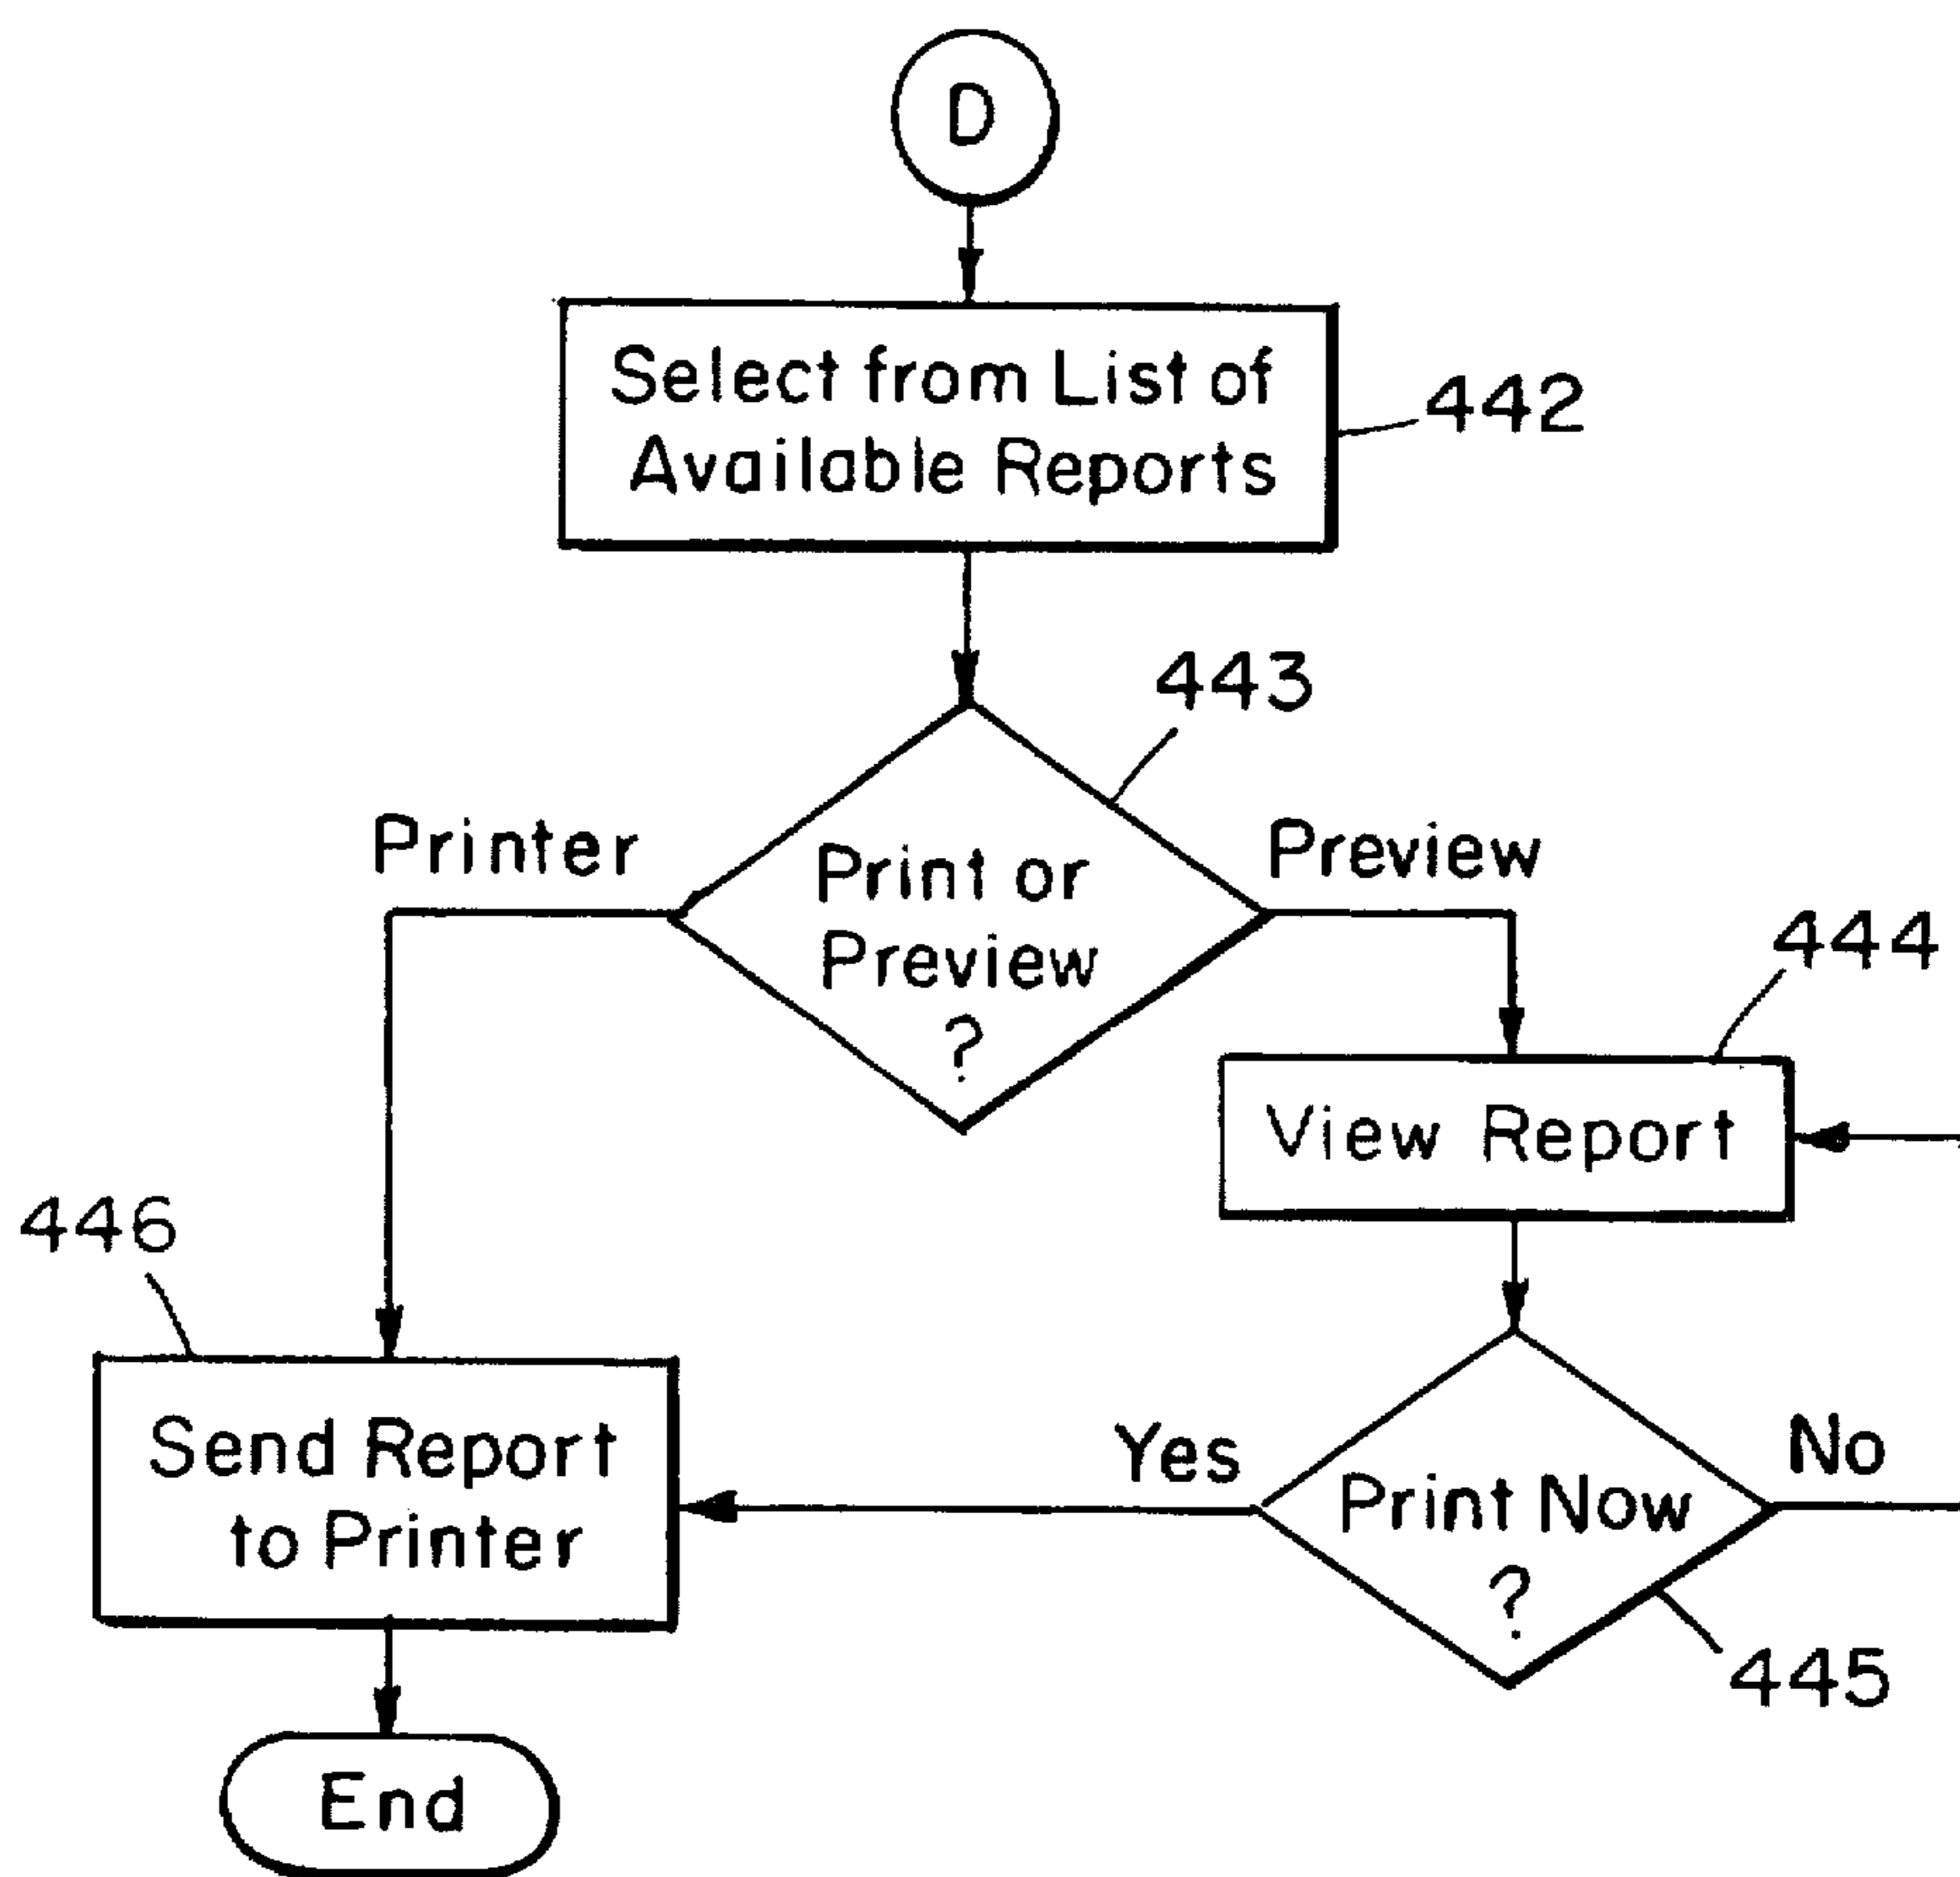 D
Select from List of
Available Reports
442
443
Printer
Print or
Preview
?
Preview
444
View Report
446
Send Report
to Printer
Yes
Print Now
?
No
445
End